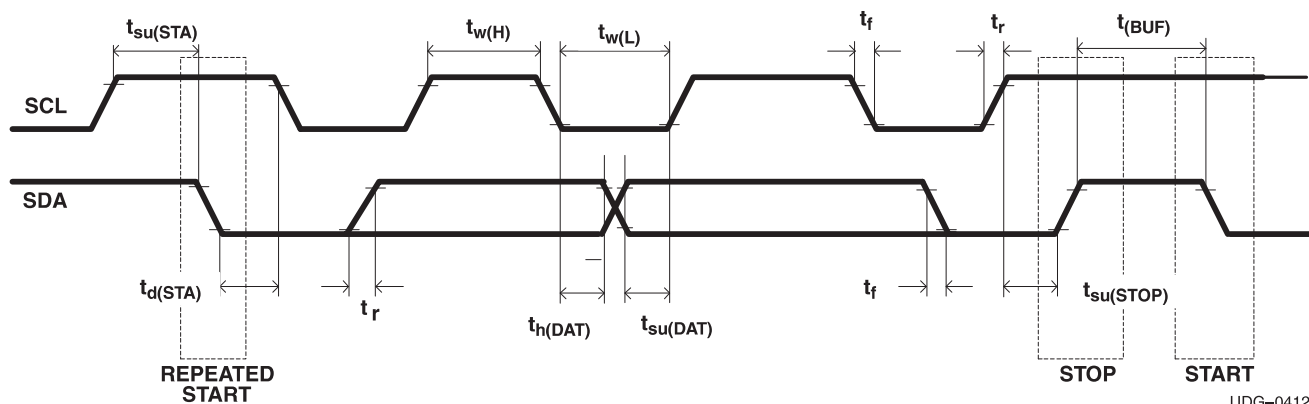 tsu(STA)
tw(H)
tw(L)
tf
tr
t(BUF)
SCL
SDA
td(STA)
tr
th(DAT)
tsu(DAT)
tf
tsu(STOP)
REPEATED
START
STOP
START
UDG–0412